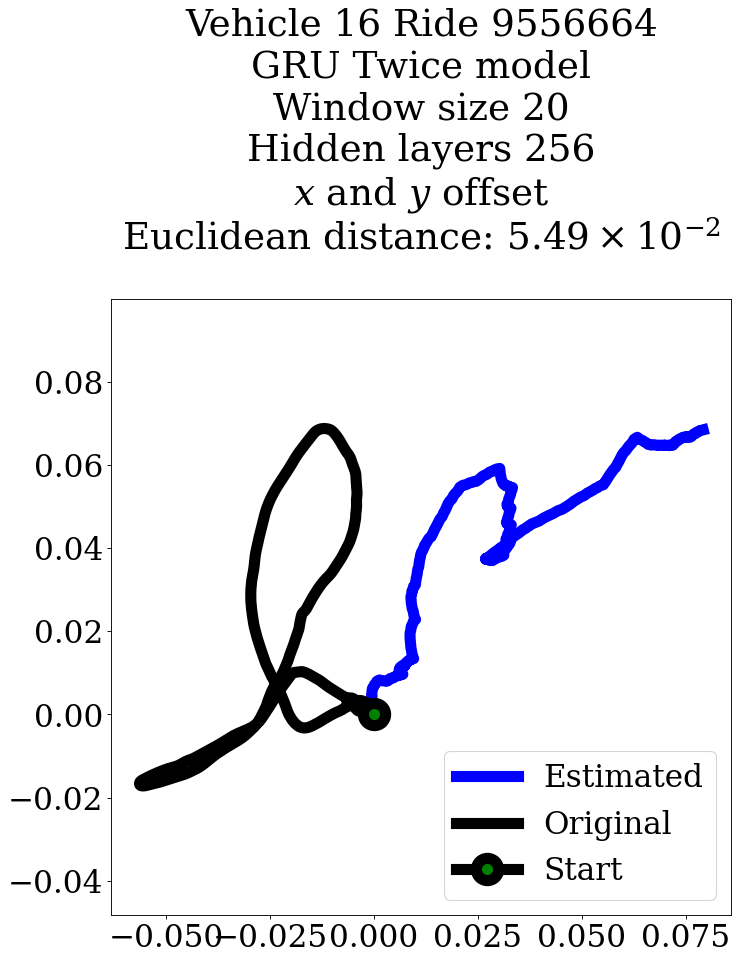 Vehicle 16 Ride 9556664
GRU Twice model
Window size 20
Hidden layers 256
x and y offset
Euclidean distance: 5.49 × 10⁻²
0.08
0.06
0.04
0.02
0.00
−0.02
−0.04
Estimated
Original
Start
−0.050 −0.025 0.000 0.025 0.050 0.075